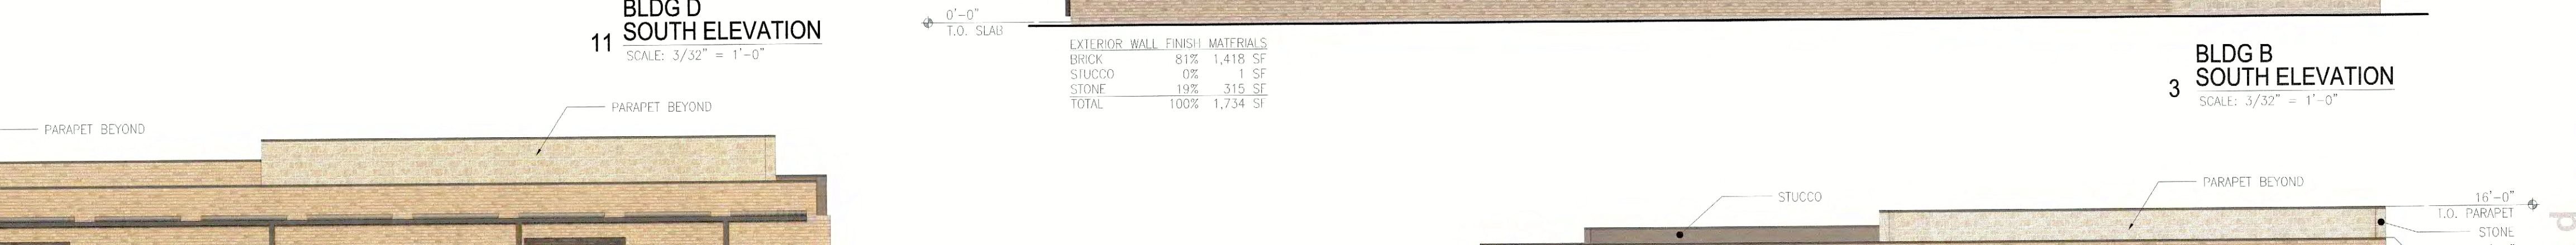 BLDG D
11 SOUTH ELEVATION
SCALE: 3/32" = 1'-0"
PARAPET BEYOND
PARAPET BEYOND
0'-0"
T.O. SLAB
EXTERIOR WALL FINISH MATERIALS
BRICK 81% 1,418 SF
STUCCO 0% 1 SF
STONE 19% 315 SF
TOTAL 100% 1,734 SF
BLDG B
3 SOUTH ELEVATION
SCALE: 3/32" = 1'-0"
STUCCO
PARAPET BEYOND
16'-0"
T.O. PARAPET
STONE